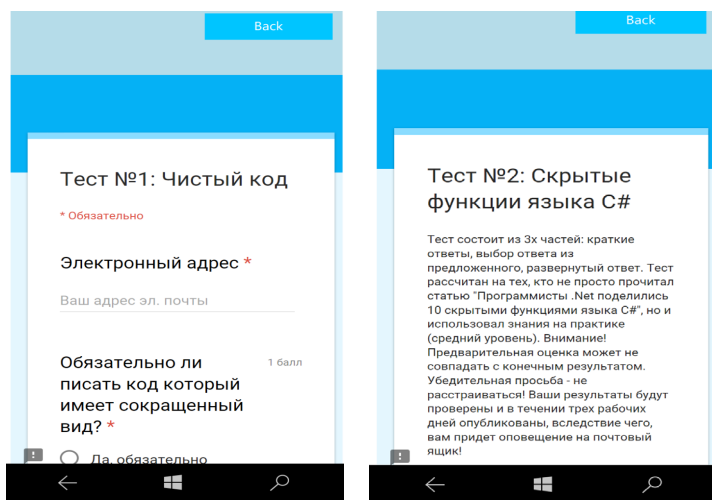 Back
Тест №1: Чистый код
* Обязательно
Электронный адрес *
Ваш адрес эл. почты
Обязательно ли
1 балл
писать код который
имеет сокращенный
вид? *
Да, обязательно
Back
Тест №2: Скрытые
функции языка C#
Тест состоит из 3х частей: краткие
ответы, выбор ответа из
предложенного, развернутый ответ. Тест
рассчитан на тех, кто не просто прочитал
статью "Программисты .Net поделились
10 скрытыми функциями языка C#", но и
использовал знания на практике
(средний уровень). Внимание!
Предварительная оценка может не
совпадать с конечным результатом.
Убедительная просьба - не
расстраиваться! Ваши результаты будут
проверены и в течении трех рабочих
дней опубликованы, вследствие чего,
вам придет оповещение на почтовый
ящик!